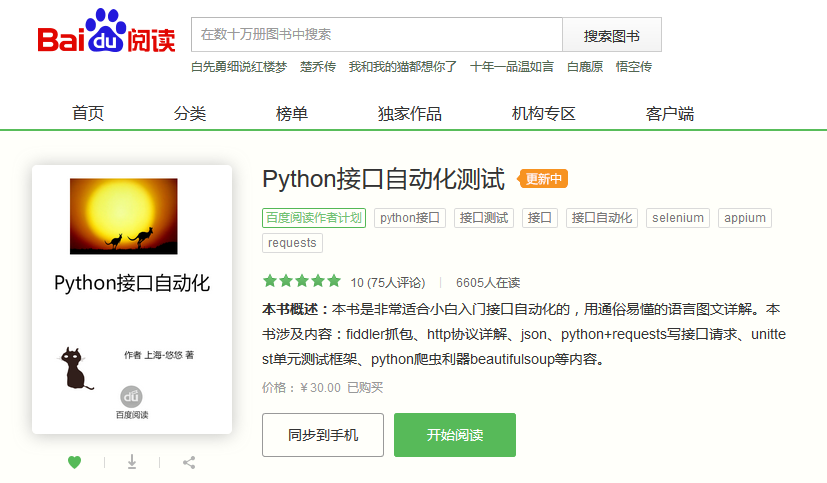 Bai du 阅读
在数十万册图书中搜索 搜索图书
白先勇细说红楼梦 楚乔传 我和我的猫都想你了 十年一品温如言 白鹿原 悟空传
首页 分类 榜单 独家作品 机构专区 客户端
Python接口自动化测试 更新中
百度阅读作者计划 python接口 接口测试 接口 接口自动化 selenium appium
requests
10 (75人评论) 6605人在读
本书概述：本书是非常适合小白入门接口自动化的，用通俗易懂的语言图文详解。本
书涉及内容：fiddler抓包、http协议详解、json、python+requests写接口请求、unitte
st单元测试框架、python爬虫利器beautifulsoup等内容。
价格：￥30.00 已购买
同步到手机 开始阅读
Python接口自动化
作者 上海-悠悠 著
du
百度阅读